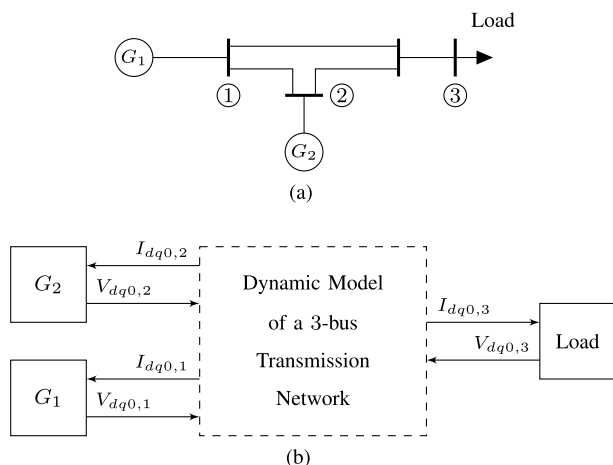 Load
G₁
① ② ③
G₂
(a)
I_{dq0,2}
G₂
V_{dq0,2}
I_{dq0,1}
G₁
V_{dq0,1}
Dynamic Model
of a 3-bus
Transmission
Network
I_{dq0,3}
V_{dq0,3}
Load
(b)